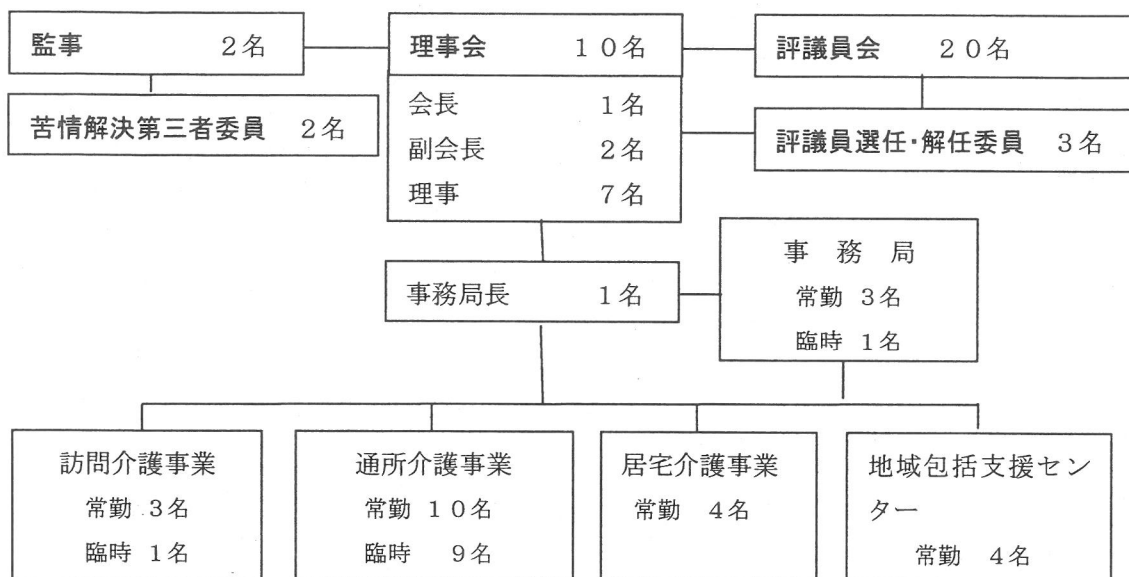 監事 2名
理事会 10名
評議員会 20名
苦情解決第三者委員 2名
会長 1名
副会長 2名
理事 7名
評議員選任・解任委員 3名
事務局長 1名
事務局
常勤 3名
臨時 1名
訪問介護事業
常勤 3名
臨時 1名
通所介護事業
常勤 10名
臨時 9名
居宅介護事業
常勤 4名
地域包括支援セン
ター
常勤 4名